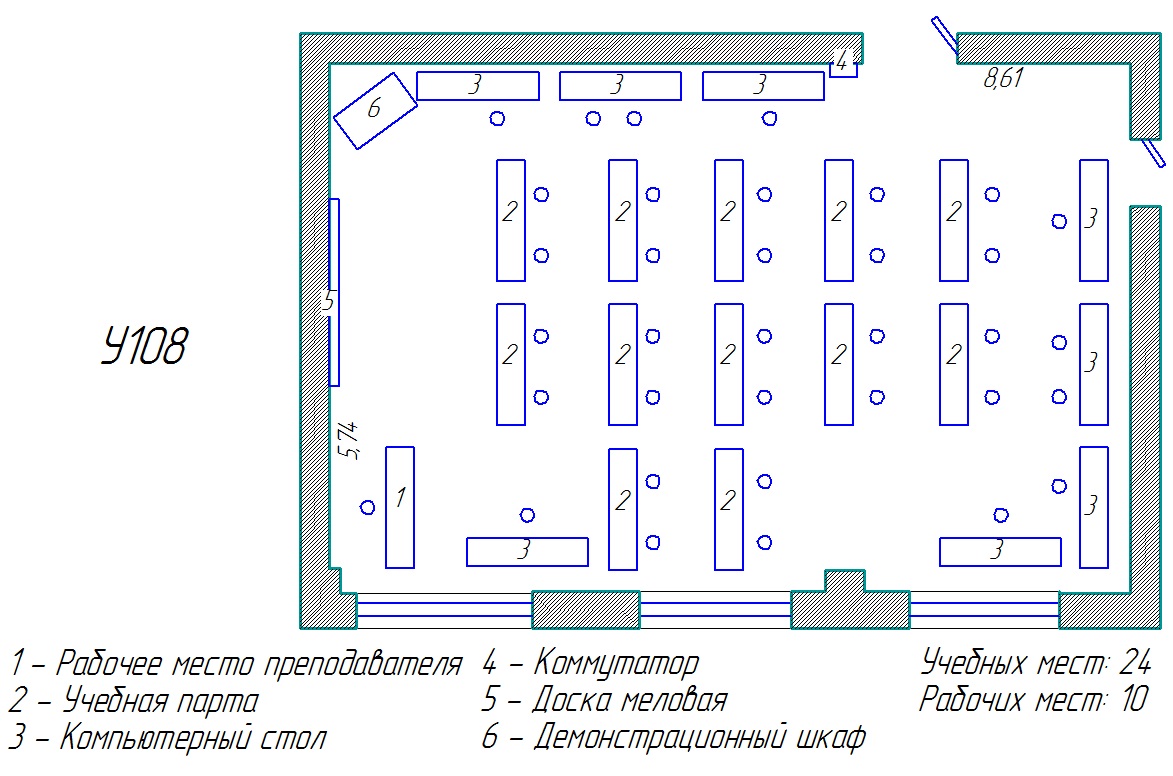 4
8,61
3 3 3
6
2 2 2 2 2 3
5
У108
2 2 2 2 2 3
5,74
1 3 2 2 3 3
1 – Рабочее место преподавателя
2 – Учебная парта
3 – Компьютерный стол
4 – Коммутатор
5 – Доска меловая
6 – Демонстрационный шкаф
Учебных мест: 24
Рабочих мест: 10